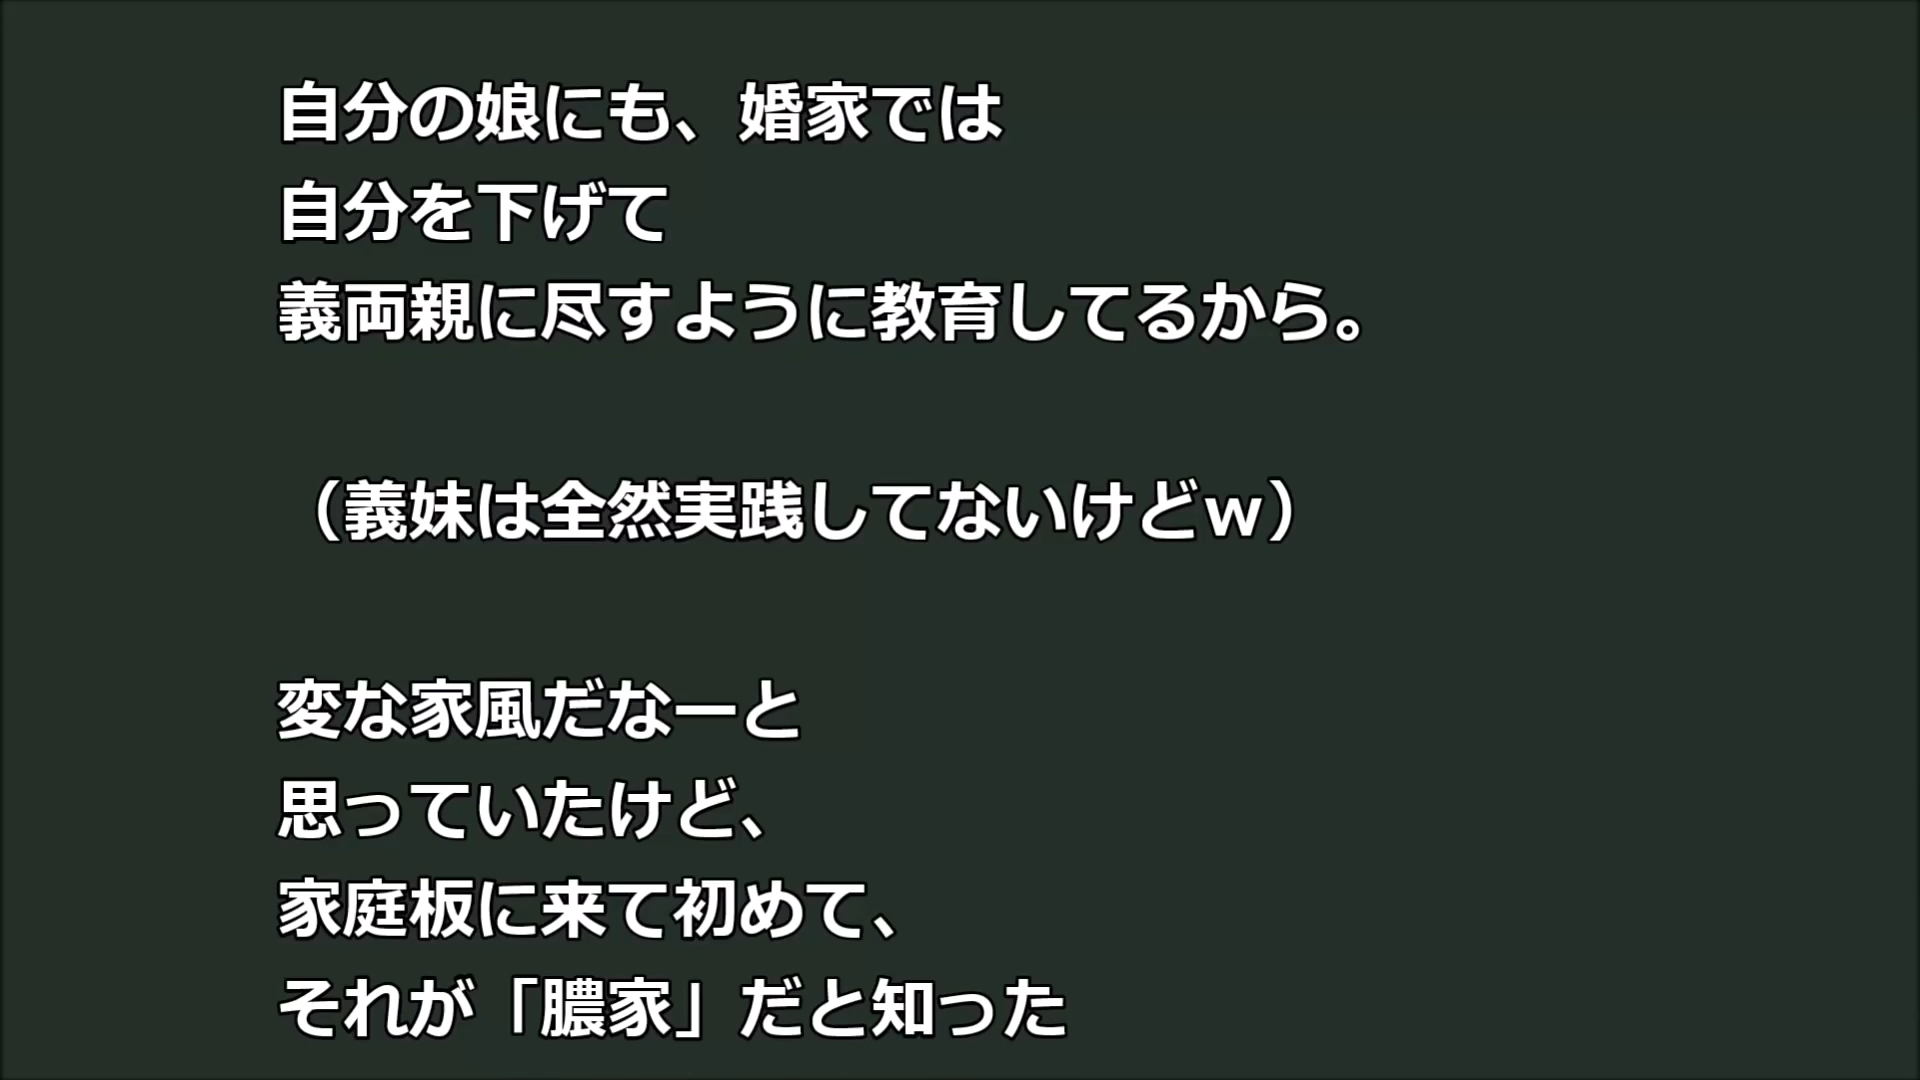 自分の娘にも、婚家では
自分を下げて
義両親に尽すように教育してるから。
（義妹は全然実践してないけどｗ）
変な家風だなーと
思っていたけど、
家庭板に来て初めて、
それが「膿家」だと知った